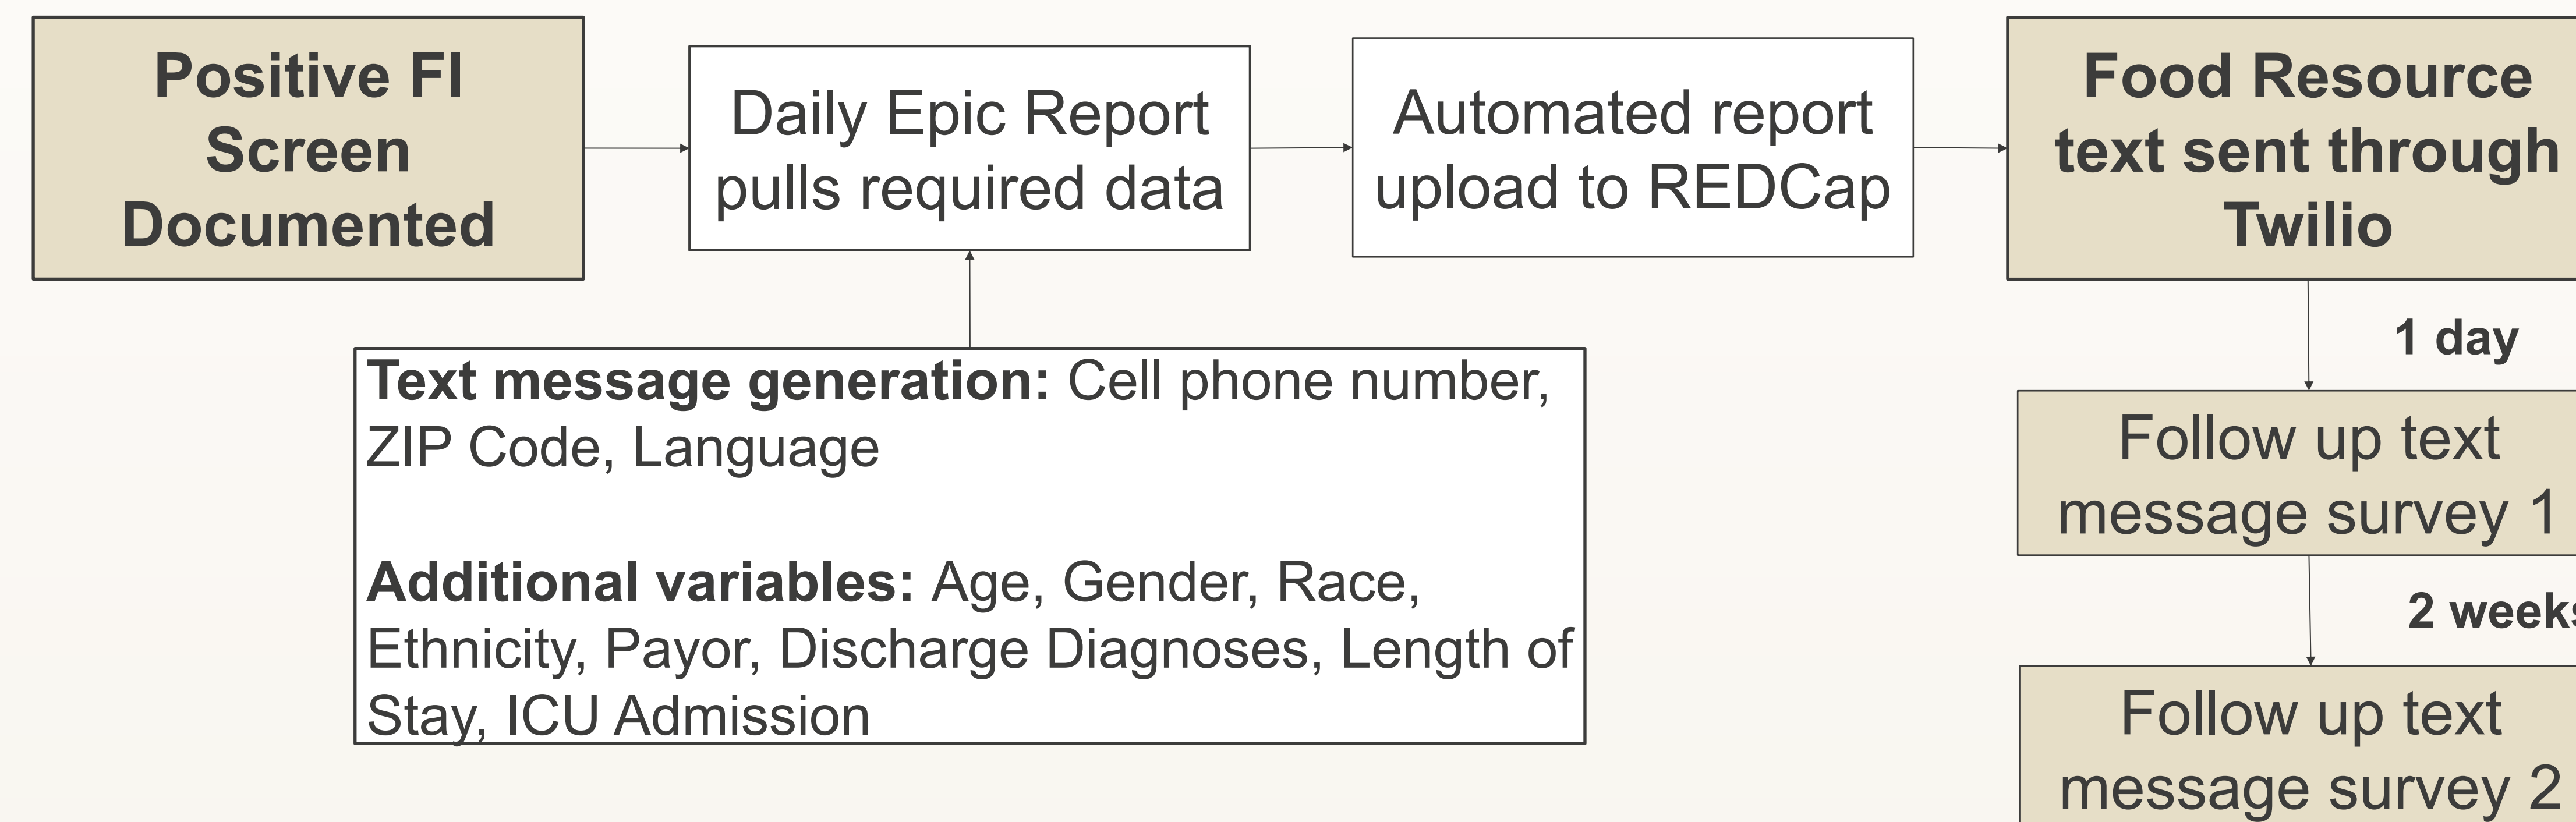 Positive FI
Screen
Documented
Daily Epic Report
pulls required data
Automated report
upload to REDCap
Food Resource
text sent through
Twilio
Text message generation: Cell phone number,
ZIP Code, Language
Additional variables: Age, Gender, Race,
Ethnicity, Payor, Discharge Diagnoses, Length of
Stay, ICU Admission
1 day
Follow up text
message survey 1
2 weeks
Follow up text
message survey 2